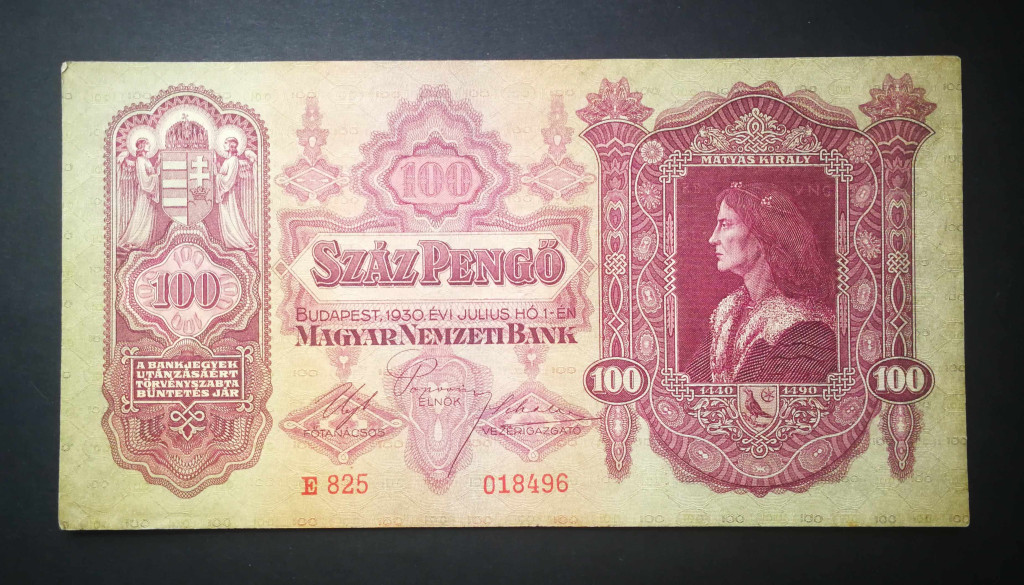 100
A BANKJEGYEK
UTÁNZÁSÁÉRT
TÖRVÉNYSZABTA
BÜNTETÉS JÁR
100
SZÁZ PENGŐ
BUDAPEST, 1930. ÉVI JULIUS HÓ 1-ÉN
MAGYAR NEMZETI BANK
ELNÖK
FŐTANÁCSOS
VEZÉRIGAZGATÓ
E 825
018496
MÁTYÁS KIRÁLY
100
1440
1490
100